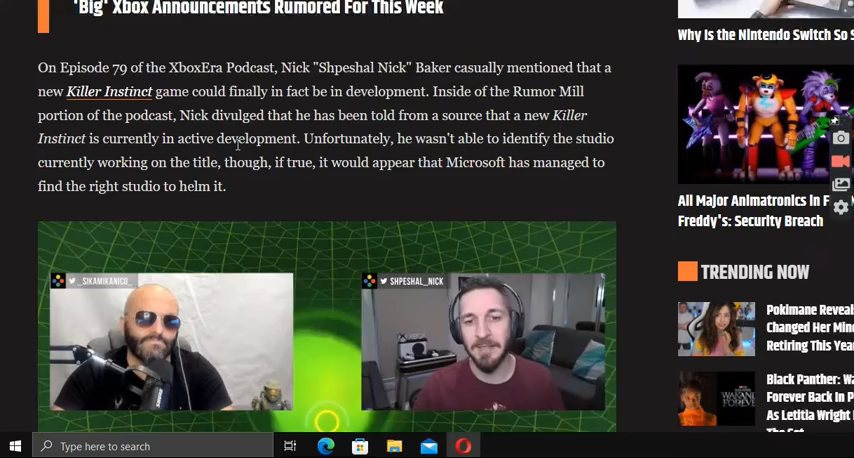 'Big' Xbox Announcements Rumored For This Week
On Episode 79 of the XboxEra Podcast, Nick "Shpeshal Nick" Baker casually mentioned that a
new Killer Instinct game could finally in fact be in development. Inside of the Rumor Mill
portion of the podcast, Nick divulged that he has been told from a source that a new Killer
Instinct is currently in active development. Unfortunately, he wasn't able to identify the studio
currently working on the title, though, if true, it would appear that Microsoft has managed to
find the right studio to helm it.
_SIKAMIKANICO_
SHPESHAL_NICK
Why Is the Nintendo Switch So S
All Major Animatronics in F
Freddy's: Security Breach
TRENDING NOW
Pokimane Reveal
Changed Her Mind
Retiring This Yea
Black Panther: Wa
Forever Back In P
As Letitia Wright
WAKANDA
FOREVER
Type here to search